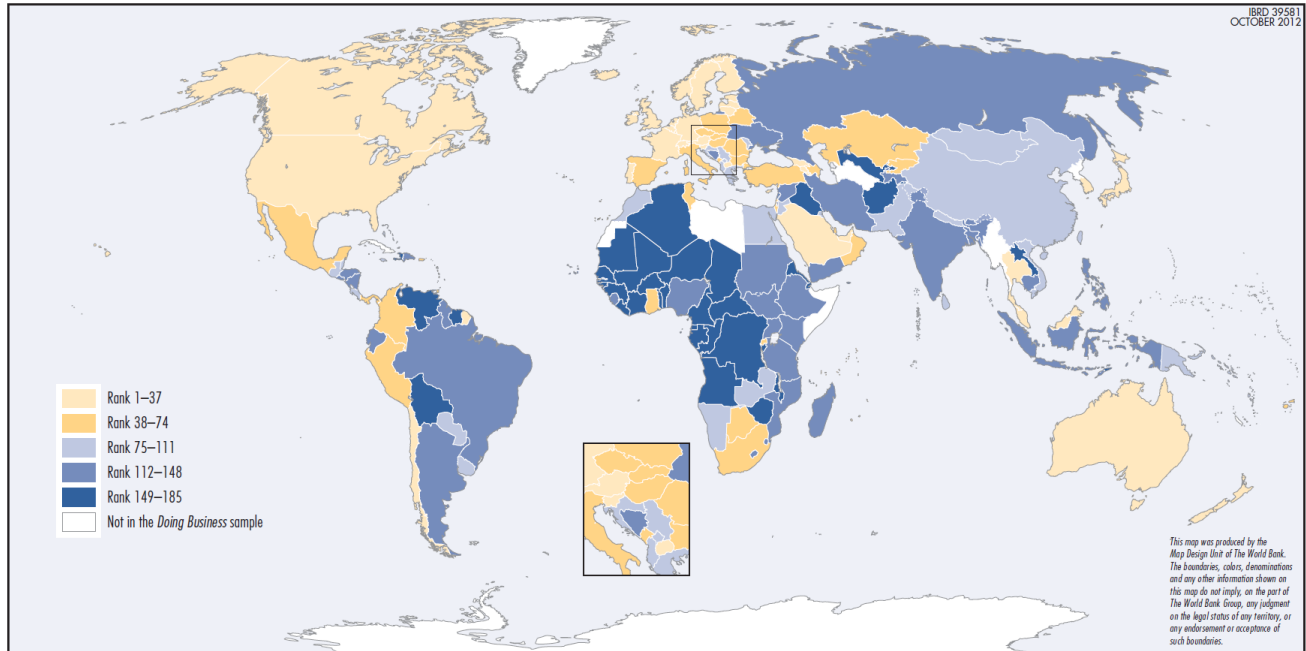 IBRD 39581
OCTOBER 2012
Rank 1–37
Rank 38–74
Rank 75–111
Rank 112–148
Rank 149–185
Not in the Doing Business sample
This map was produced by the
Map Design Unit of The World Bank.
The boundaries, colors, denominations
and any other information shown on
this map do not imply, on the part of
The World Bank Group, any judgment
on the legal status of any territory, or
any endorsement or acceptance of
such boundaries.